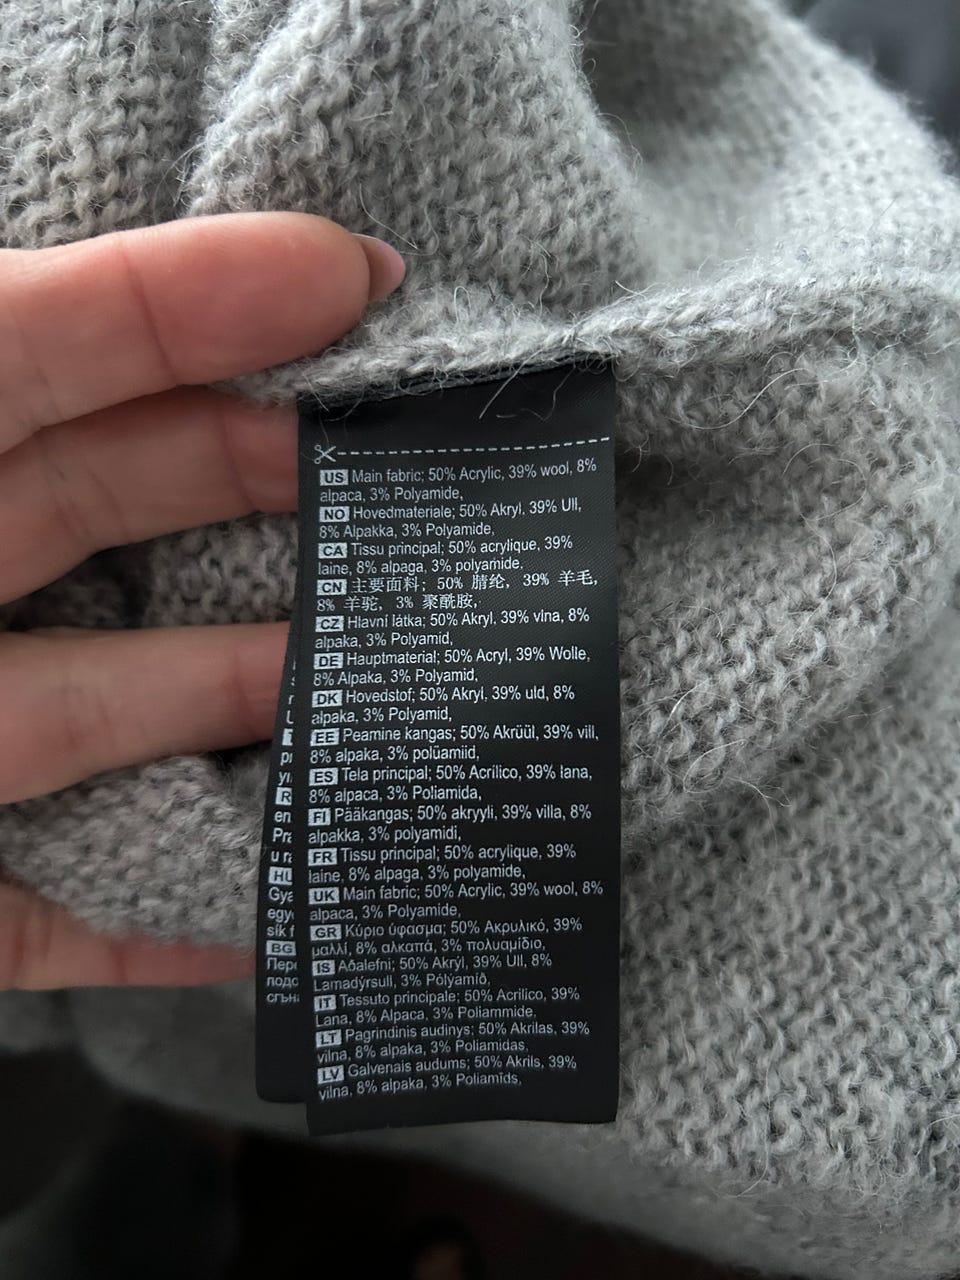 US Main fabric; 50% Acrylic, 39% wool, 8%
alpaca, 3% Polyamide,
NO Hovedmateriale; 50% Akryl, 39% Ull,
8% Alpakka, 3% Polyamide,
CA Tissu principal; 50% acrylique, 39%
laine, 8% alpaga, 3% polyamide.
CN 主要面料; 50% 腈纶, 39% 羊毛,
8% 羊驼, 3% 聚酰胺,
CZ Hlavní látka; 50% Akryl, 39% vlna, 8%
alpaka, 3% Polyamid,
DE Hauptmaterial; 50% Acryl, 39% Wolle,
8% Alpaka, 3% Polyamid,
DK Hovedstof; 50% Akryl, 39% uld, 8%
alpaka, 3% Polyamid,
EE Peamine kangas; 50% Akrüül, 39% vill,
8% alpaka, 3% polüamiid,
ES Tela principal; 50% Acrílico, 39% lana,
8% alpaca, 3% Poliamida,
FI Pääkangas; 50% akryyli, 39% villa, 8%
alpakka, 3% polyamidi,
FR Tissu principal; 50% acrylique, 39%
laine, 8% alpaga, 3% polyamide,
UK Main fabric; 50% Acrylic, 39% wool, 8%
alpaca, 3% Polyamide,
GR Κύριο ύφασμα; 50% Ακρυλικό, 39%
μαλλί, 8% αλκατά, 3% πολυαμίδιο,
IS Aðalefni; 50% Akrýl, 39% Ull, 8%
Lamadýrsull, 3% Pólýamíð,
IT Tessuto principale; 50% Acrilico, 39%
Lana, 8% Alpaca, 3% Poliammide,
LT Pagrindinis audinys; 50% Akrilas, 39%
vilna, 8% alpaka, 3% Poliamidas,
LV Galvenais audums; 50% Akrils, 39%
vilna, 8% alpaka, 3% Poliamīds,
HU
BG